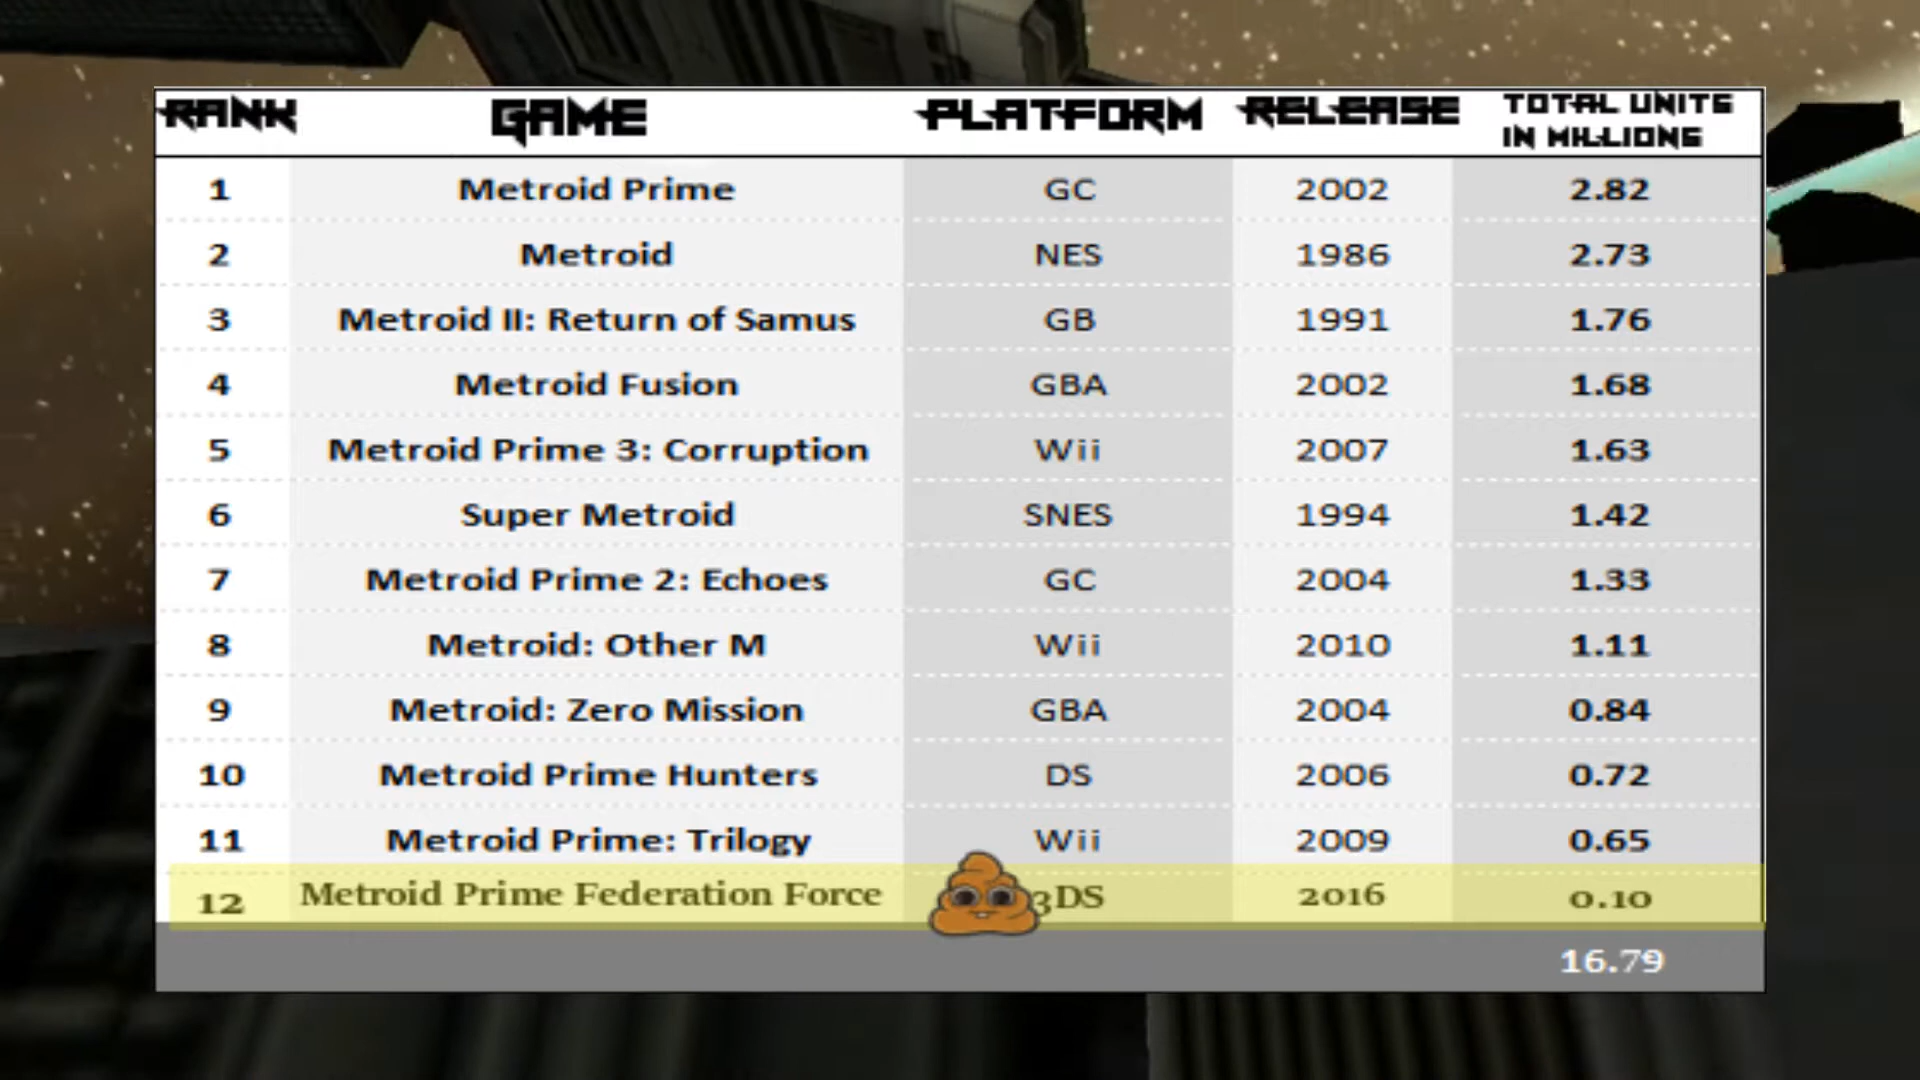 RANK GAME PLATFORM RELEASE TOTAL UNITS
IN MILLIONS
1 Metroid Prime GC 2002 2.82
2 Metroid NES 1986 2.73
3 Metroid II: Return of Samus GB 1991 1.76
4 Metroid Fusion GBA 2002 1.68
5 Metroid Prime 3: Corruption Wii 2007 1.63
6 Super Metroid SNES 1994 1.42
7 Metroid Prime 2: Echoes GC 2004 1.33
8 Metroid: Other M Wii 2010 1.11
9 Metroid: Zero Mission GBA 2004 0.84
10 Metroid Prime Hunters DS 2006 0.72
11 Metroid Prime: Trilogy Wii 2009 0.65
12 Metroid Prime Federation Force 3DS 2016 0.10
16.79